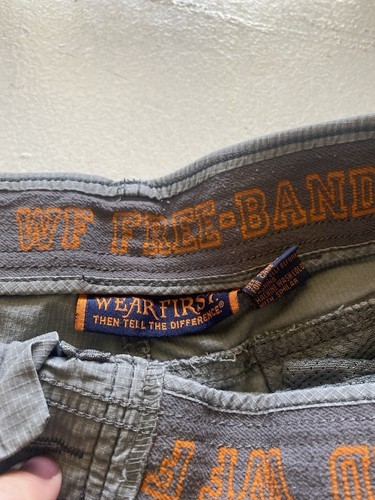 WF FREE-BAND
WEARFIRST.
THEN TELL THE DIFFERENCE®
WF F